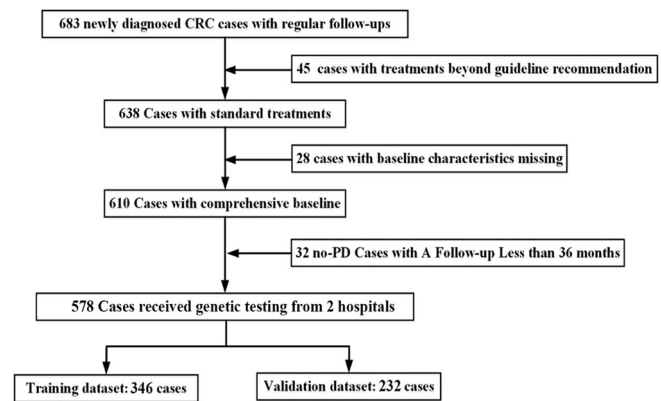 683 newly diagnosed CRC cases with regular follow-ups
45 cases with treatments beyond guideline recommendation
638 Cases with standard treatments
28 cases with baseline characteristics missing
610 Cases with comprehensive baseline
32 no-PD Cases with A Follow-up Less than 36 months
578 Cases received genetic testing from 2 hospitals
Training dataset: 346 cases
Validation dataset: 232 cases